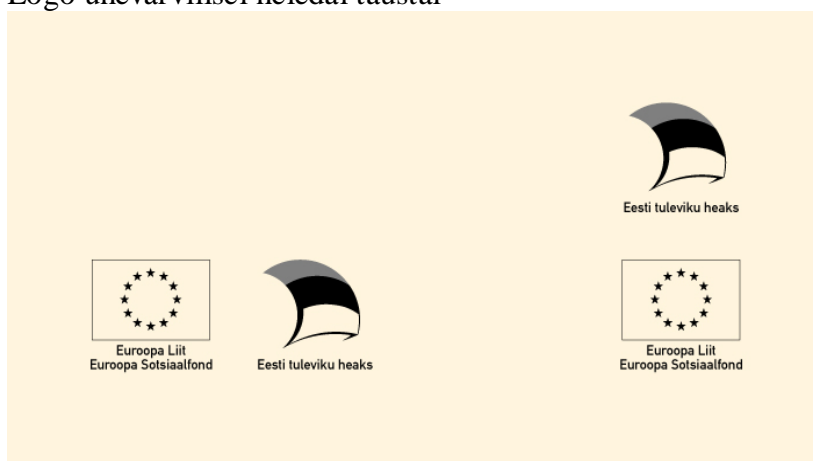 Logo ühevärvilisel heledal taustal
Eesti tuleviku heaks
Euroopa Liit
Euroopa Sotsiaalfond
Eesti tuleviku heaks
Euroopa Liit
Euroopa Sotsiaalfond